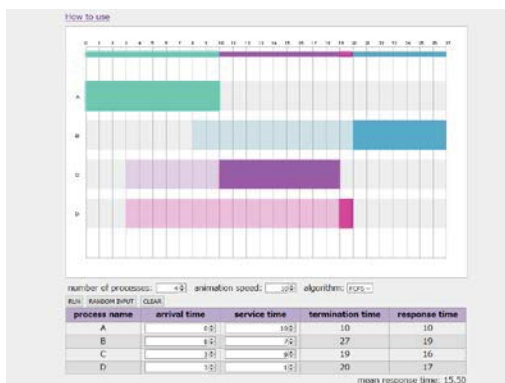 How to use
0 1 2 3 4 5 6 7 8 9 10 11 12 13 14 15 16 17 18 19 20 21 22 23 24 25 26 27
A
B
C
D
number of processes: 4 animation speed: 10 algorithm: FCFS
RUN RANDOM INPUT CLEAR
process name arrival time service time termination time response time
A 0 10 10 10
B 8 7 27 19
C 3 9 19 16
D 3 1 20 17
mean response time: 15.50